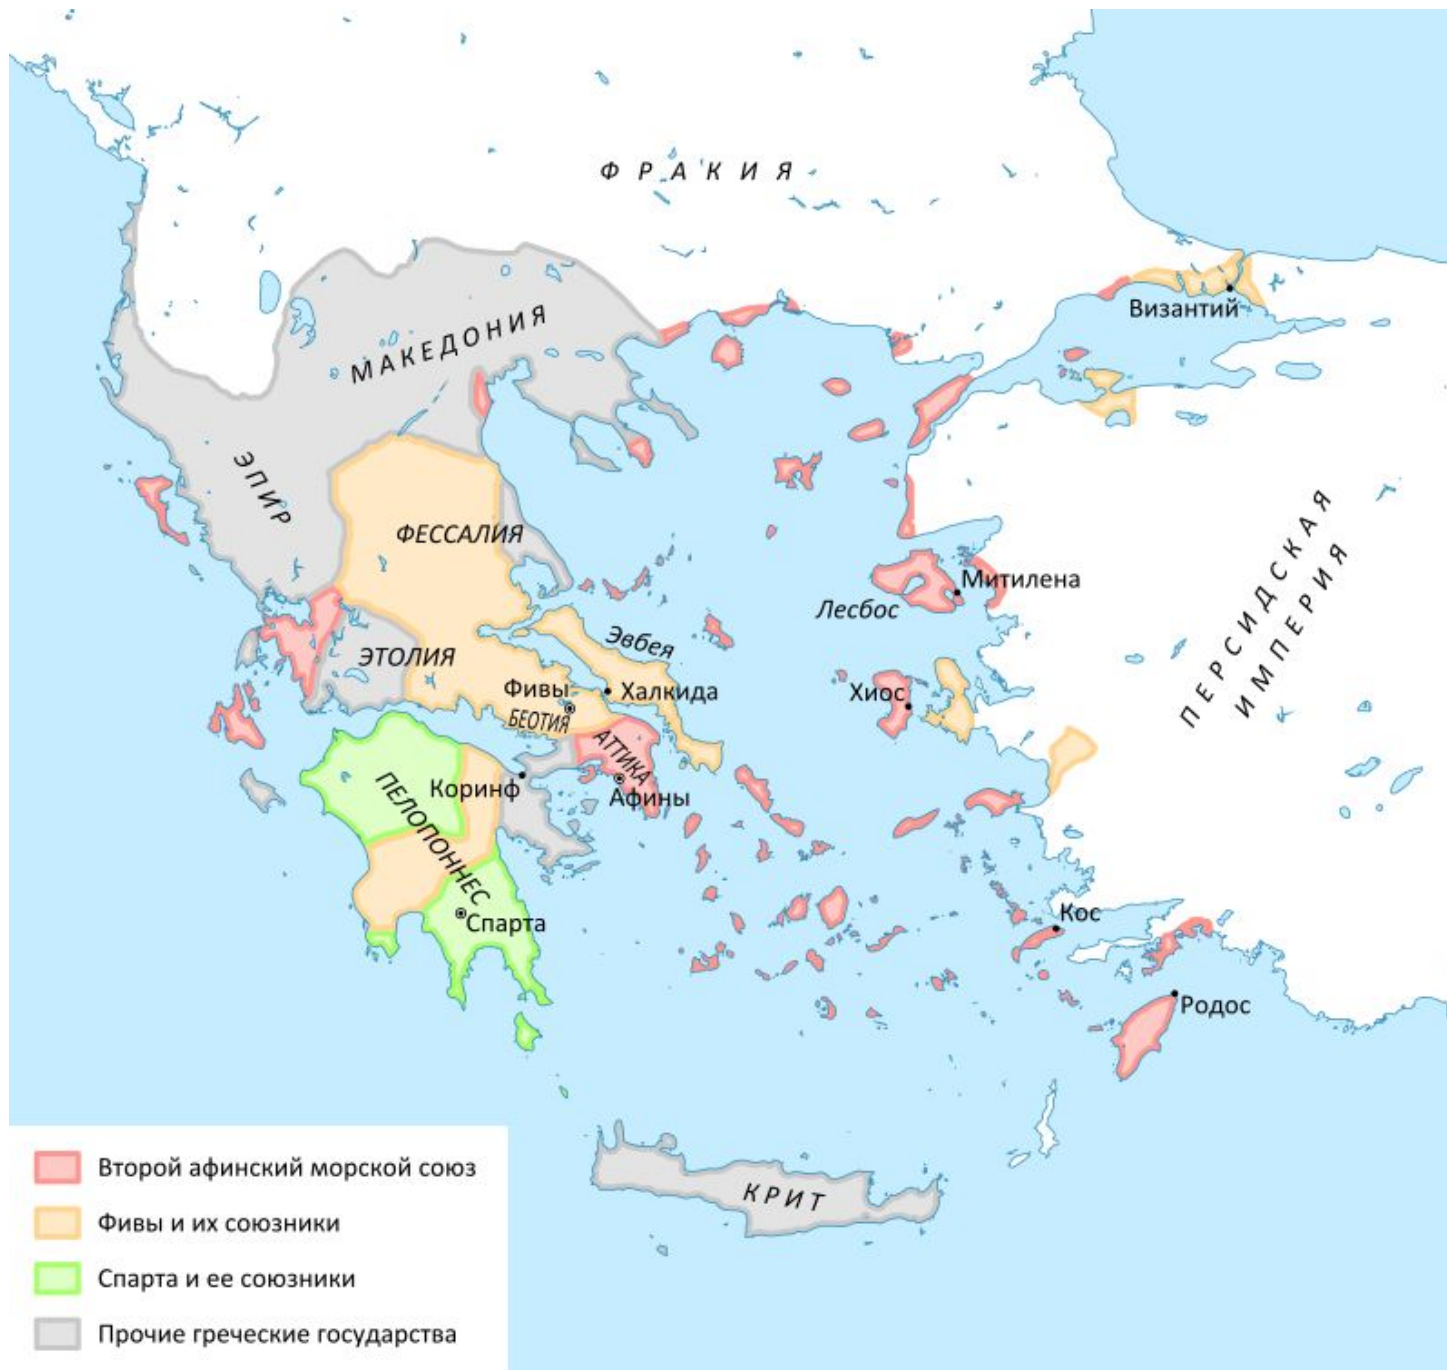 ФРАКИЯ
Византий
МАКЕДОНИЯ
ЭПИР
ФЕССАЛИЯ
ПЕРСИДСКАЯ
ИМПЕРИЯ
Митилена
Лесбос
Эвбея
ЭТОЛИЯ
Фивы
Халкида
Хиос
БЕОТИЯ
АТТИКА
Коринф
Афины
ПЕЛОПОННЕС
Спарта
Кос
Родос
КРИТ
Второй афинский морской союз
Фивы и их союзники
Спарта и ее союзники
Прочие греческие государства